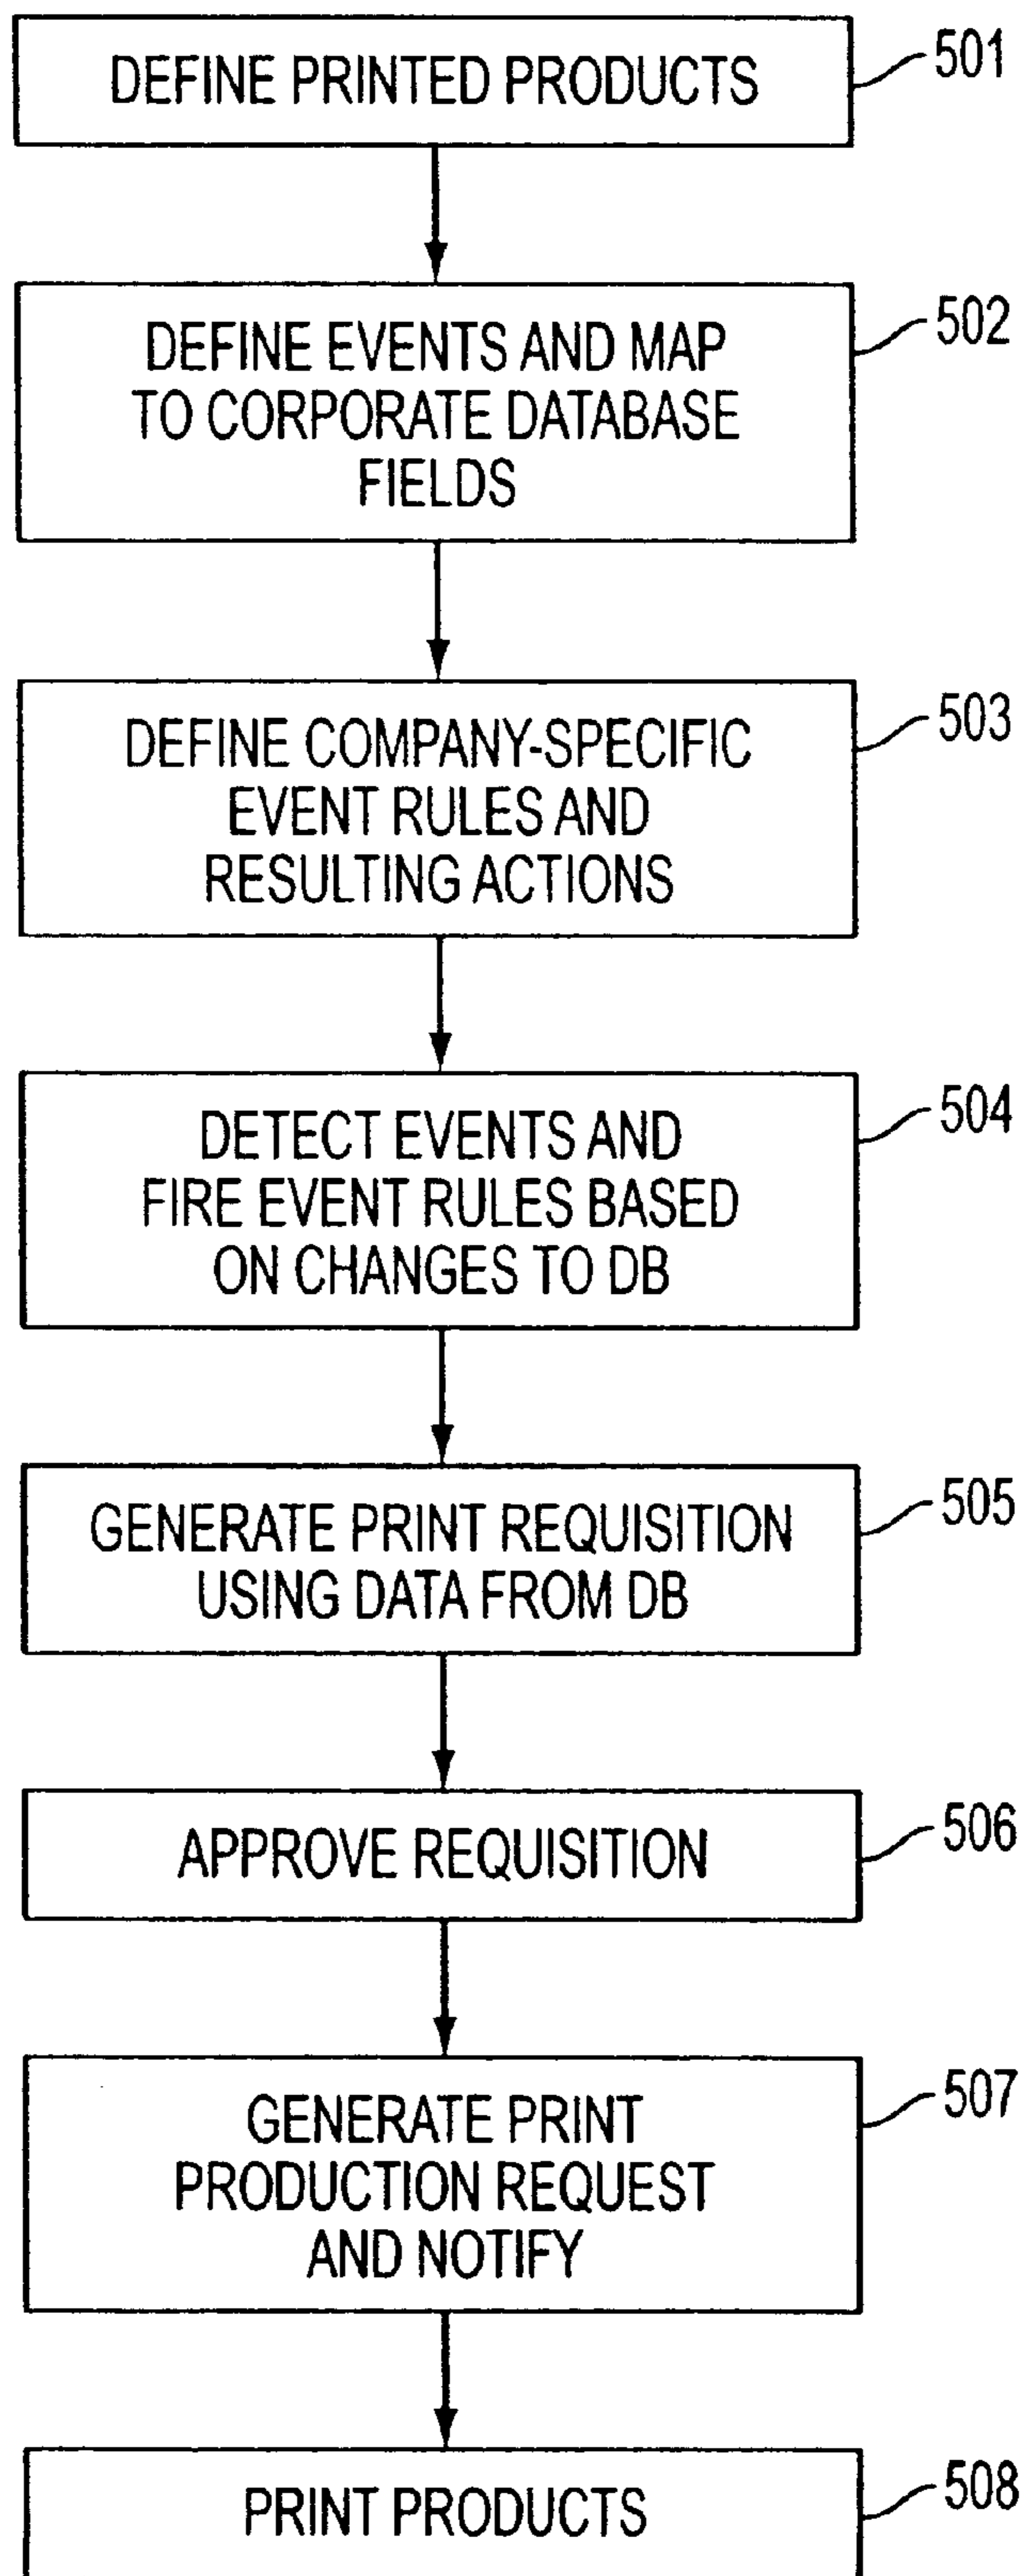 DEFINE PRINTED PRODUCTS
501
DEFINE EVENTS AND MAP
TO CORPORATE DATABASE
FIELDS
502
DEFINE COMPANY-SPECIFIC
EVENT RULES AND
RESULTING ACTIONS
503
DETECT EVENTS AND
FIRE EVENT RULES BASED
ON CHANGES TO DB
504
GENERATE PRINT REQUISITION
USING DATA FROM DB
505
APPROVE REQUISITION
506
GENERATE PRINT
PRODUCTION REQUEST
AND NOTIFY
507
PRINT PRODUCTS
508